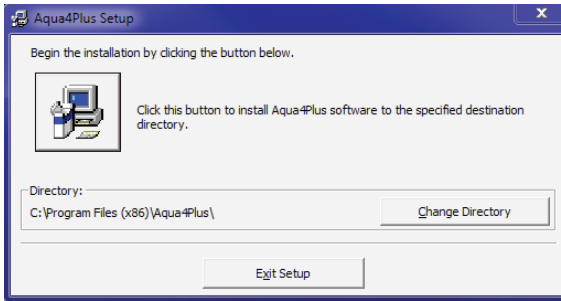 Aqua4Plus Setup
x
Begin the installation by clicking the button below.
Click this button to install Aqua4Plus software to the specified destination
directory.
Directory:
C:\Program Files (x86)\Aqua4Plus\
Change Directory
Exit Setup